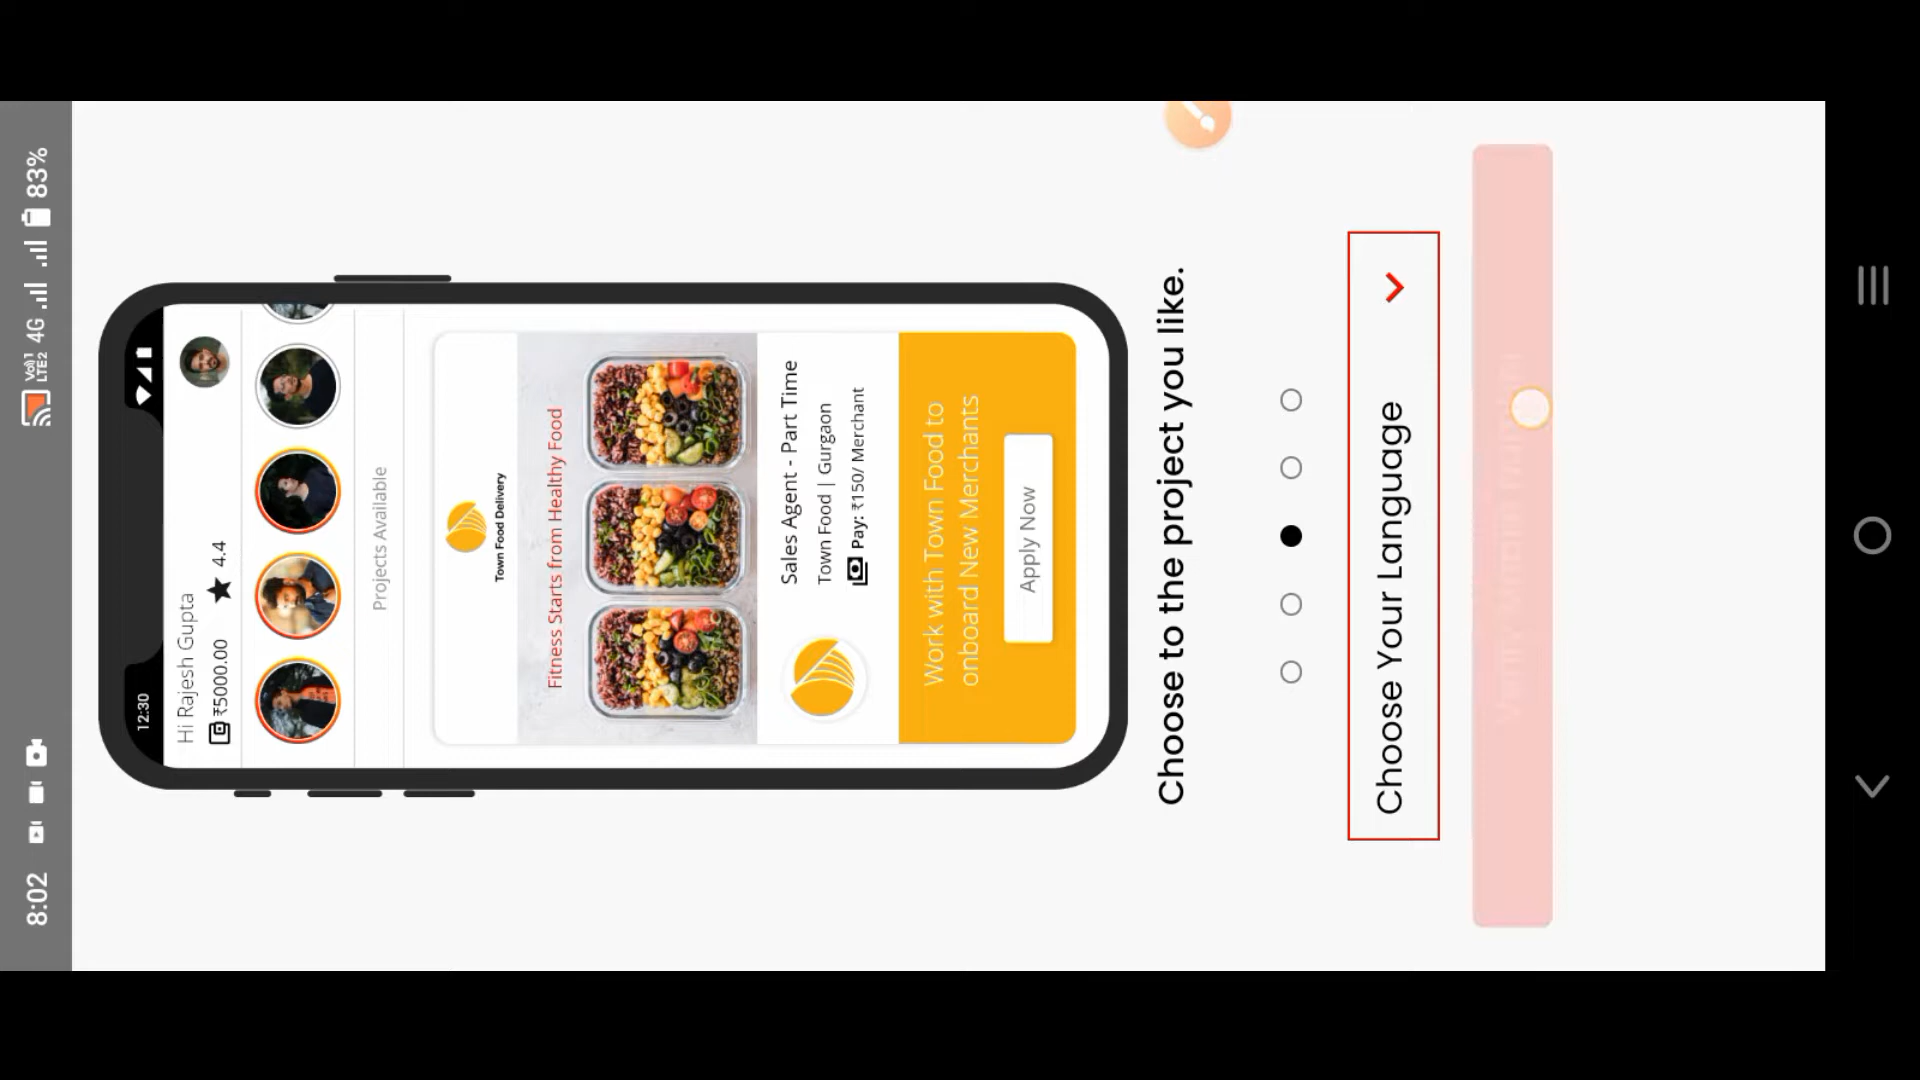 8:02
VoI) 4G
LTE2
83%
12:30
Hi Rajesh Gupta
₹5000.00
4.4
Projects Available
Town Food Delivery
Fitness Starts from Healthy Food
Sales Agent - Part Time
Town Food | Gurgaon
Pay: ₹150/ Merchant
Work with Town Food to
onboard New Merchants
Apply Now
Choose to the project you like.
Choose Your Language